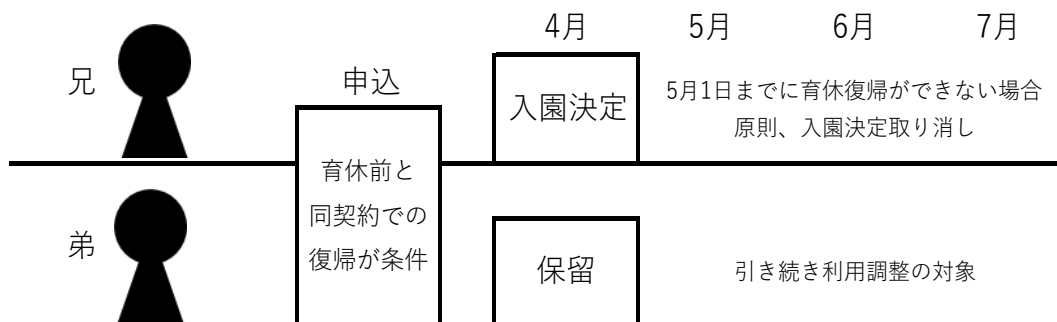 4月
5月
6月
7月
兄
申込
入園決定
5月1日までに育休復帰ができない場合
原則、入園決定取り消し
育休前と
同契約での
復帰が条件
弟
保留
引き続き利用調整の対象